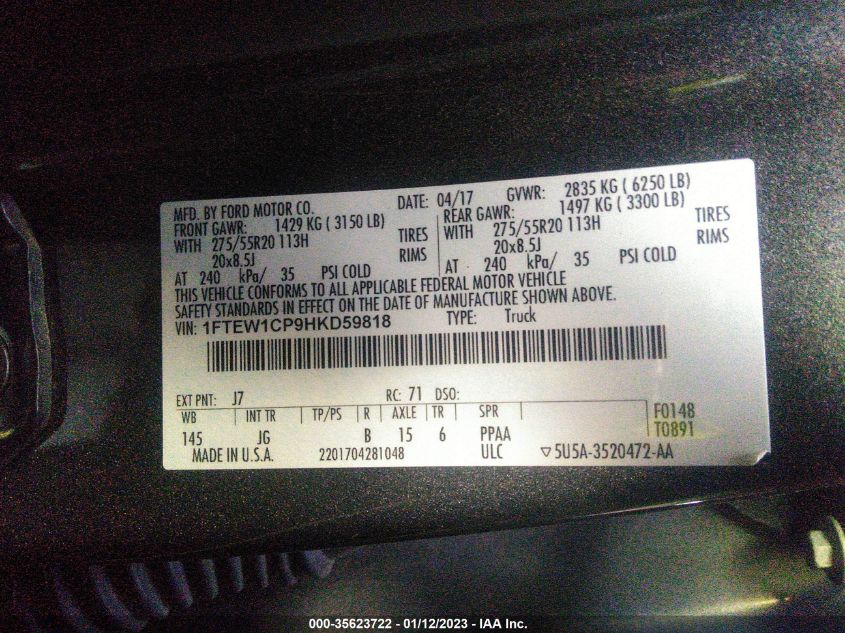 MFD. BY FORD MOTOR CO. DATE: 04/17 GVWR: 2835 KG ( 6250 LB)
FRONT GAWR: 1429 KG ( 3150 LB) REAR GAWR: 1497 KG ( 3300 LB)
WITH 275/55R20 113H TIRES WITH 275/55R20 113H TIRES
20x8.5J RIMS 20x8.5J RIMS
AT 240 kPa/ 35 PSI COLD AT 240 kPa/ 35 PSI COLD
THIS VEHICLE CONFORMS TO ALL APPLICABLE FEDERAL MOTOR VEHICLE
SAFETY STANDARDS IN EFFECT ON THE DATE OF MANUFACTURE SHOWN ABOVE.
VIN: 1FTEW1CP9HKD59818 TYPE: Truck
EXT PNT: J7 RC: 71 DSO:
WB INT TR TP/PS R AXLE TR SPR F0148
145 JG B 15 6 PPAA T0891
MADE IN U.S.A. 2201704281048 ULC ▽5U5A-3520472-AA
000-35623722 - 01/12/2023 - IAA Inc.